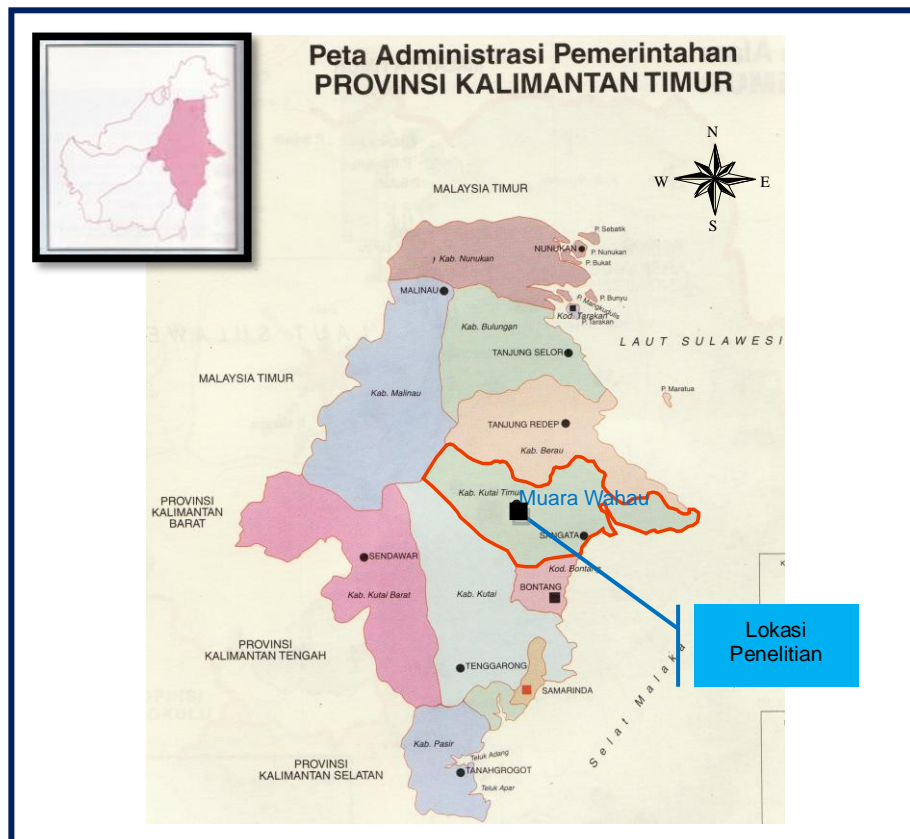 Peta Administrasi Pemerintahan
PROVINSI KALIMANTAN TIMUR
N
W
E
S
MALAYSIA TIMUR
P. Sebatik
NUNUKAN
P. Nunukan
P. Bukat
Kab. Nunukan
MALINAU
P. Bunyu
P. Mangkudulis
Kod. Tarakan
P. Tarakan
Kab. Bulungan
LAUT SULAWESI
TANJUNG SELOR
MALAYSIA TIMUR
Kab. Malinau
P. Maratua
TANJUNG REDEP
Kab. Berau
Kab. Kutai Timur
Muara Wahau
PROVINSI
KALIMANTAN
BARAT
SANGATA
SENDAWAR
Kod. Bontang
BONTANG
Kab. Kutai Barat
Kab. Kutai
Lokasi
Penelitian
PROVINSI
KALIMANTAN TENGAH
TENGGARONG
SAMARINDA
Selat Malaka
Kab. Pasir
Teluk Adang
PROVINSI
KALIMANTAN SELATAN
TANAHGROGOT
Teluk Apar